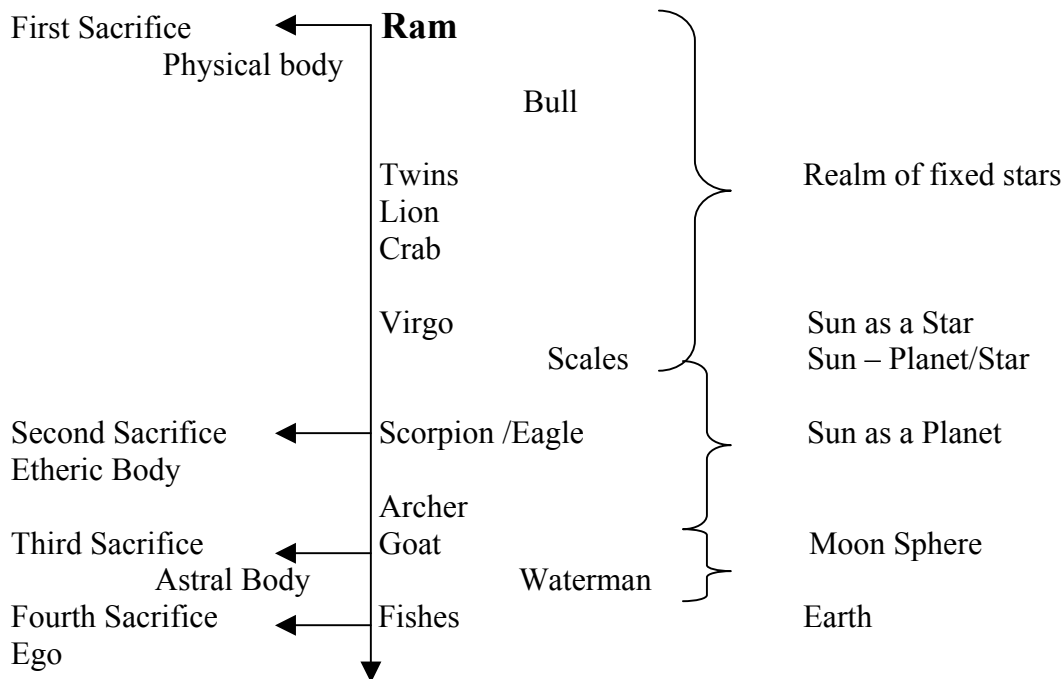 First Sacrifice Ram
Physical body
Bull
Twins Realm of fixed stars
Lion
Crab
Virgo Sun as a Star
Scales Sun – Planet/Star
Second Sacrifice Scorpion /Eagle Sun as a Planet
Etheric Body
Archer
Third Sacrifice Goat Moon Sphere
Astral Body Waterman
Fourth Sacrifice Fishes Earth
Ego